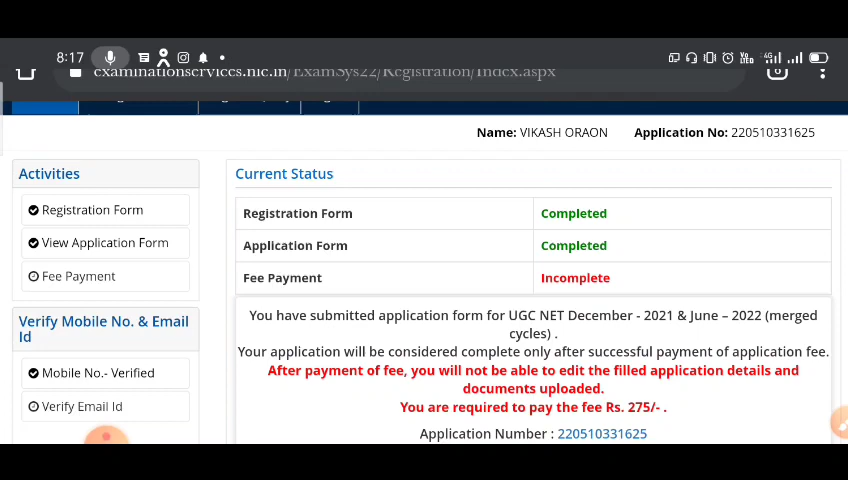 8:17
examinationservices.nic.in/ExamSys22/Registration/Index.aspx
Name: VIKASH ORAON Application No: 220510331625
Activities
Registration Form
View Application Form
Fee Payment
Verify Mobile No. & Email
Id
Mobile No.- Verified
Verify Email Id
Current Status
Registration Form Completed
Application Form Completed
Fee Payment Incomplete
You have submitted application form for UGC NET December - 2021 & June – 2022 (merged
cycles) .
Your application will be considered complete only after successful payment of application fee.
After payment of fee, you will not be able to edit the filled application details and
documents uploaded.
You are required to pay the fee Rs. 275/- .
Application Number : 220510331625